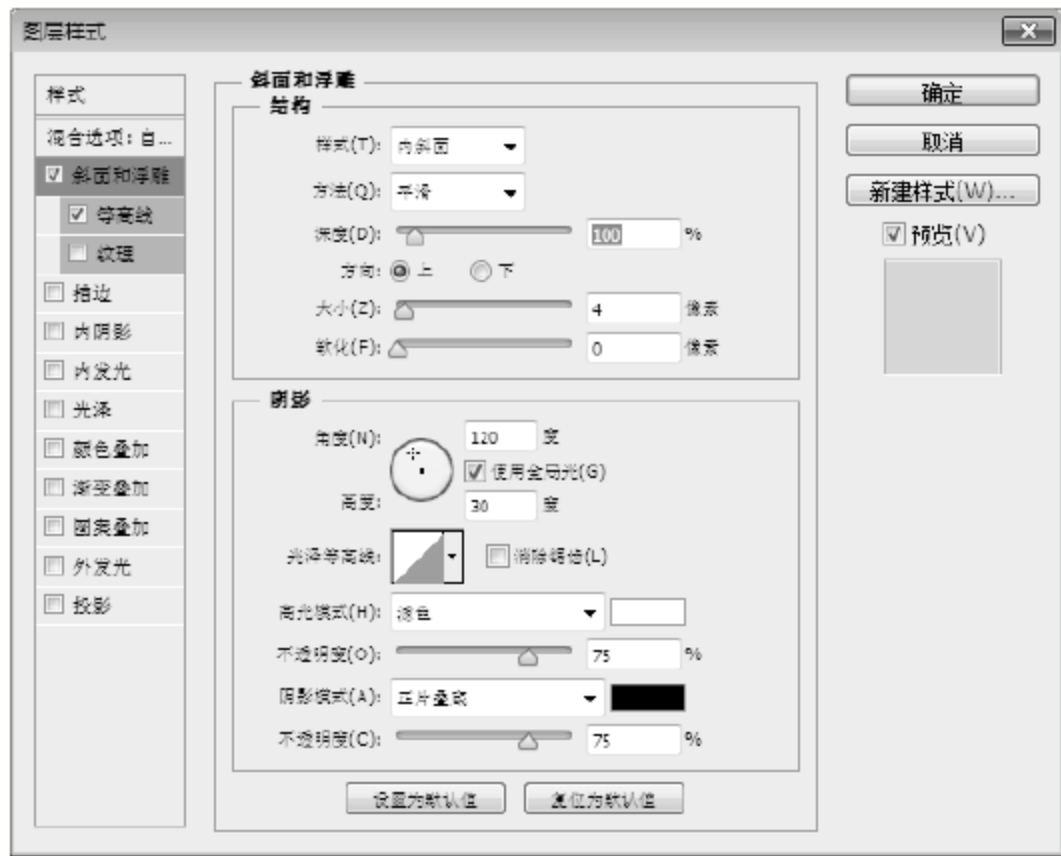 图层样式
样式
混合选项:自...
斜面和浮雕
等高线
纹理
描边
内阴影
内发光
光泽
颜色叠加
渐变叠加
图案叠加
外发光
投影
斜面和浮雕
结构
样式(T): 内斜面
方法(Q): 平滑
深度(D): 100 %
方向: 上 下
大小(Z): 4 像素
软化(F): 0 像素
阴影
角度(N): 120 度
使用全局光(G)
高度: 30 度
光泽等高线: 消除锯齿(L)
高光模式(H): 滤色
不透明度(O): 75 %
阴影模式(A): 正片叠底
不透明度(C): 75 %
设置为默认值 复位为默认值
确定
取消
新建样式(W)...
预览(V)